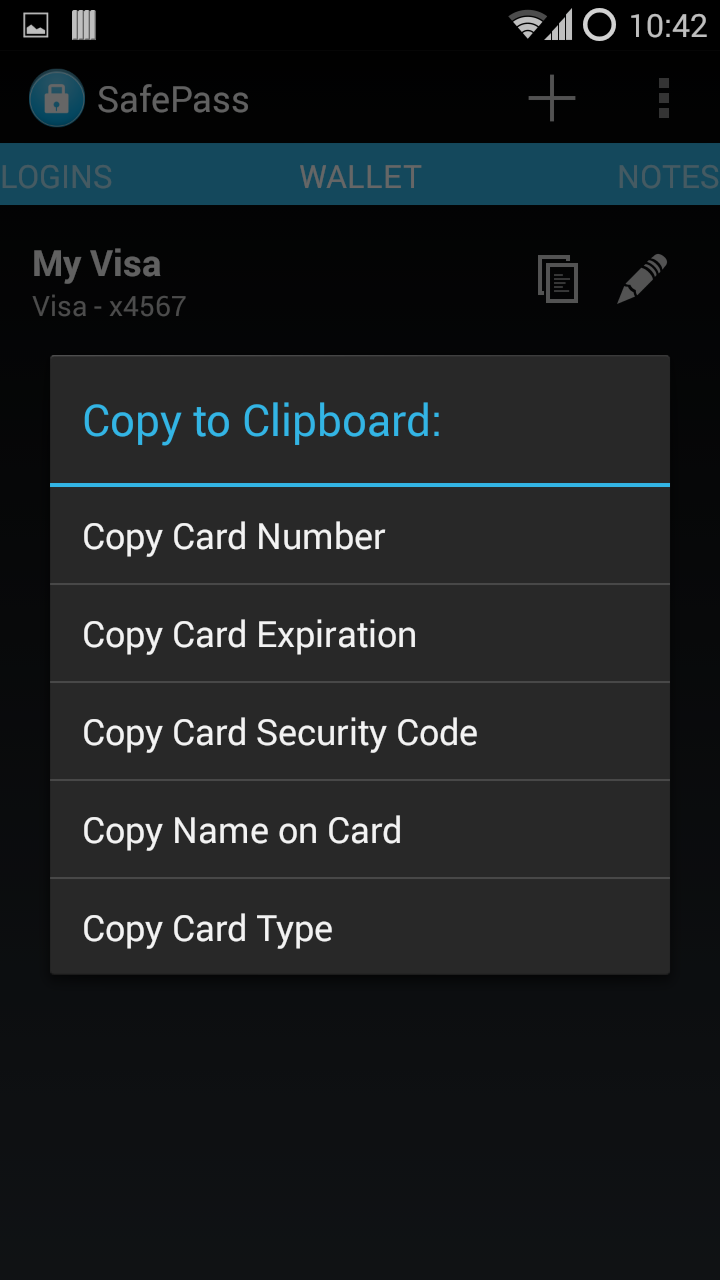 10:42
SafePass
LOGINS WALLET NOTES
My Visa
Visa - x4567
Copy to Clipboard:
Copy Card Number
Copy Card Expiration
Copy Card Security Code
Copy Name on Card
Copy Card Type